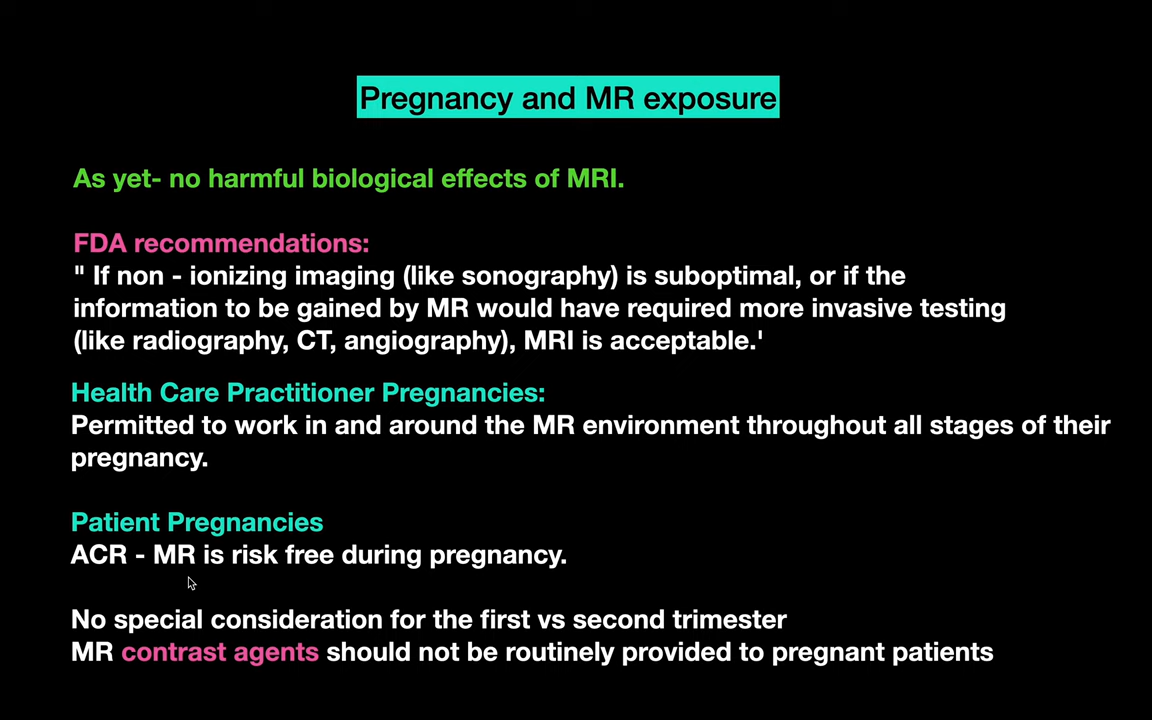 Pregnancy and MR exposure
As yet- no harmful biological effects of MRI.
FDA recommendations:
" If non - ionizing imaging (like sonography) is suboptimal, or if the
information to be gained by MR would have required more invasive testing
(like radiography, CT, angiography), MRI is acceptable.'
Health Care Practitioner Pregnancies:
Permitted to work in and around the MR environment throughout all stages of their
pregnancy.
Patient Pregnancies
ACR - MR is risk free during pregnancy.
No special consideration for the first vs second trimester
MR contrast agents should not be routinely provided to pregnant patients